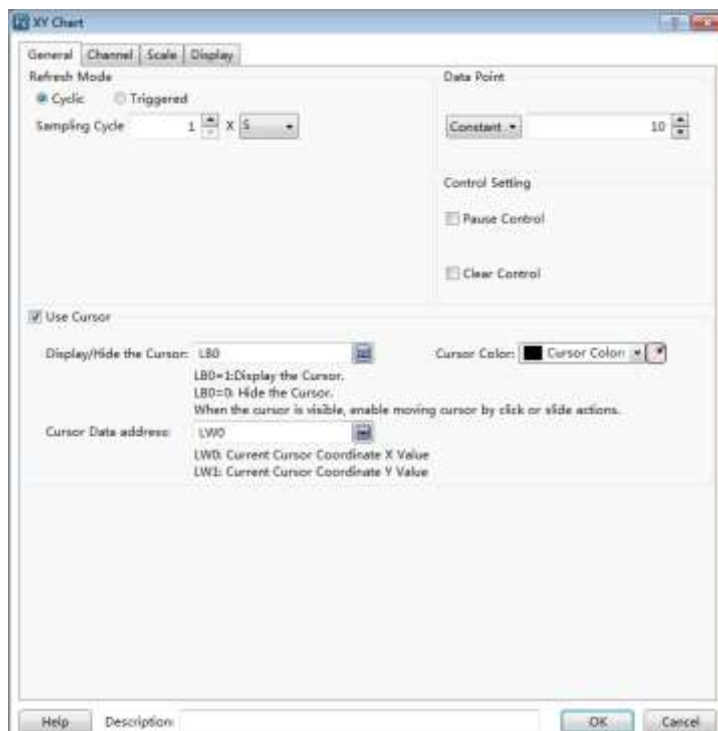 XY Chart
General Channel Scale Display
Refresh Mode
Data Point
Cyclic Triggered
Sampling Cycle 1 X S
Constant 10
Control Setting
Pause Control
Clear Control
Use Cursor
Display/Hide the Cursor: LB0
Cursor Color: Cursor Color
LB0=1:Display the Cursor.
LB0=0: Hide the Cursor.
When the cursor is visible, enable moving cursor by click or slide actions.
Cursor Data address: LW0
LW0: Current Cursor Coordinate X Value
LW1: Current Cursor Coordinate Y Value
Help Description: OK Cancel